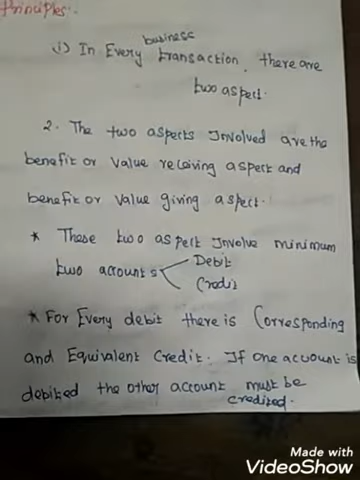 Principles.
1) In Every business transaction, there are
two aspect.
2. The two aspects Involved are the
benefit or value receiving aspect and
benefit or value giving aspect.
* These two aspect Involve minimum
two accounts Debit
Credit
* For Every debit there is Corresponding
and Equivalent Credit. If one account is
debited the other account must be
credited.
Made with
VideoShow